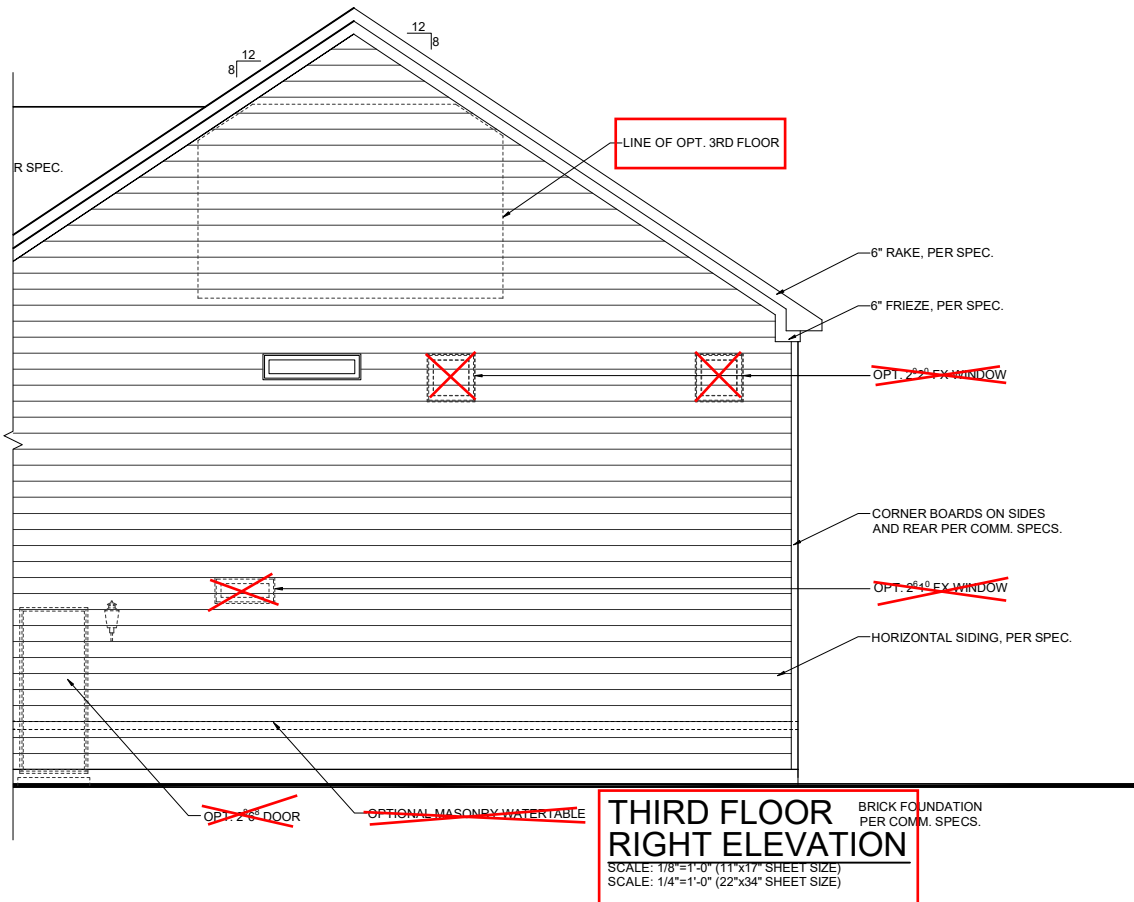 12
8
12
8
LINE OF OPT. 3RD FLOOR
R SPEC.
6" RAKE, PER SPEC.
6" FRIEZE, PER SPEC.
OPT. 2⁰2⁰ FX WINDOW
CORNER BOARDS ON SIDES
AND REAR PER COMM. SPECS.
OPT. 2⁶1⁰ FX WINDOW
HORIZONTAL SIDING, PER SPEC.
OPT. 2⁸6⁸ DOOR
OPTIONAL MASONRY WATERTABLE
THIRD FLOOR
RIGHT ELEVATION
SCALE: 1/8"=1'-0" (11"x17" SHEET SIZE)
SCALE: 1/4"=1'-0" (22"x34" SHEET SIZE)
BRICK FOUNDATION
PER COMM. SPECS.